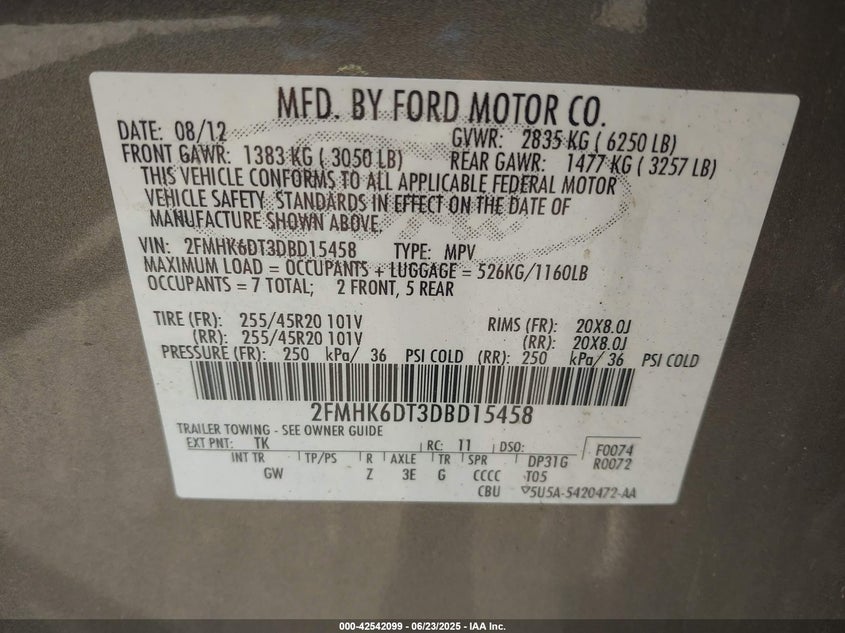 MFD. BY FORD MOTOR CO.
DATE: 08/12 GVWR: 2835 KG ( 6250 LB)
FRONT GAWR: 1383 KG ( 3050 LB) REAR GAWR: 1477 KG ( 3257 LB)
THIS VEHICLE CONFORMS TO ALL APPLICABLE FEDERAL MOTOR
VEHICLE SAFETY STANDARDS IN EFFECT ON THE DATE OF
MANUFACTURE SHOWN ABOVE.
VIN: 2FMHK6DT3DBD15458 TYPE: MPV
MAXIMUM LOAD = OCCUPANTS + LUGGAGE = 526KG/1160LB
OCCUPANTS = 7 TOTAL; 2 FRONT, 5 REAR
TIRE (FR): 255/45R20 101V RIMS (FR): 20X8.0J
(RR): 255/45R20 101V (RR): 20X8.0J
PRESSURE (FR): 250 kPa/ 36 PSI COLD (RR): 250 kPa/ 36 PSI COLD
2FMHK6DT3DBD15458
TRAILER TOWING - SEE OWNER GUIDE
EXT PNT: TK RC: 11 DSO: F0074
INT TR TP/PS R AXLE TR SPR DP31G R0072
GW Z 3E G CCCC T05
CBU 5U5A-5420472-AA
000-42542099 - 06/23/2025 - IAA Inc.